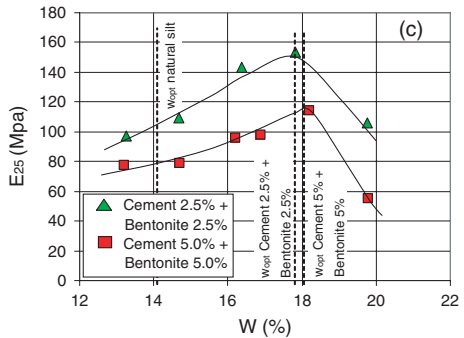 (c)
E25 (Mpa)
180
160
140
120
100
80
60
40
20
0
wopt natural silt
wopt Cement 2.5% +
Bentonite 2.5%
wopt Cement 5% +
Bentonite 5%
Cement 2.5% +
Bentonite 2.5%
Cement 5.0% +
Bentonite 5.0%
12 14 16 18 20 22
W (%)